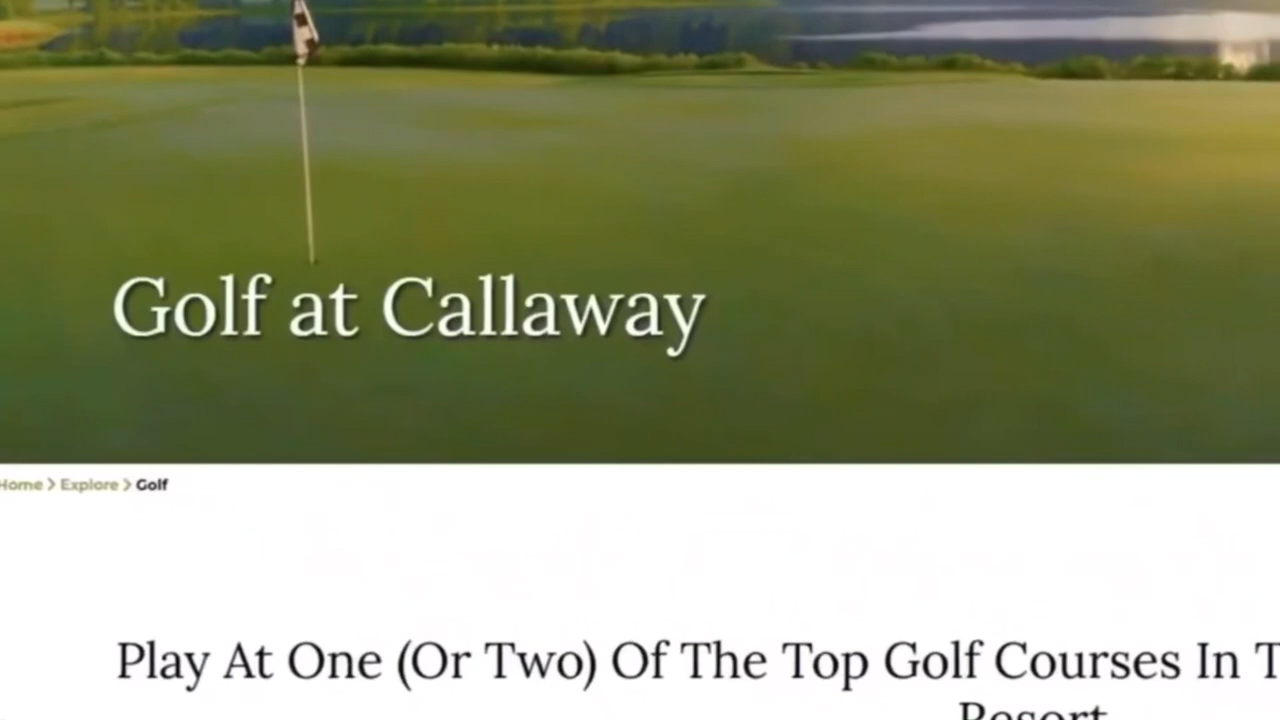 Golf at Callaway
Home > Explore > Golf
Play At One (Or Two) Of The Top Golf Courses In T
Resort